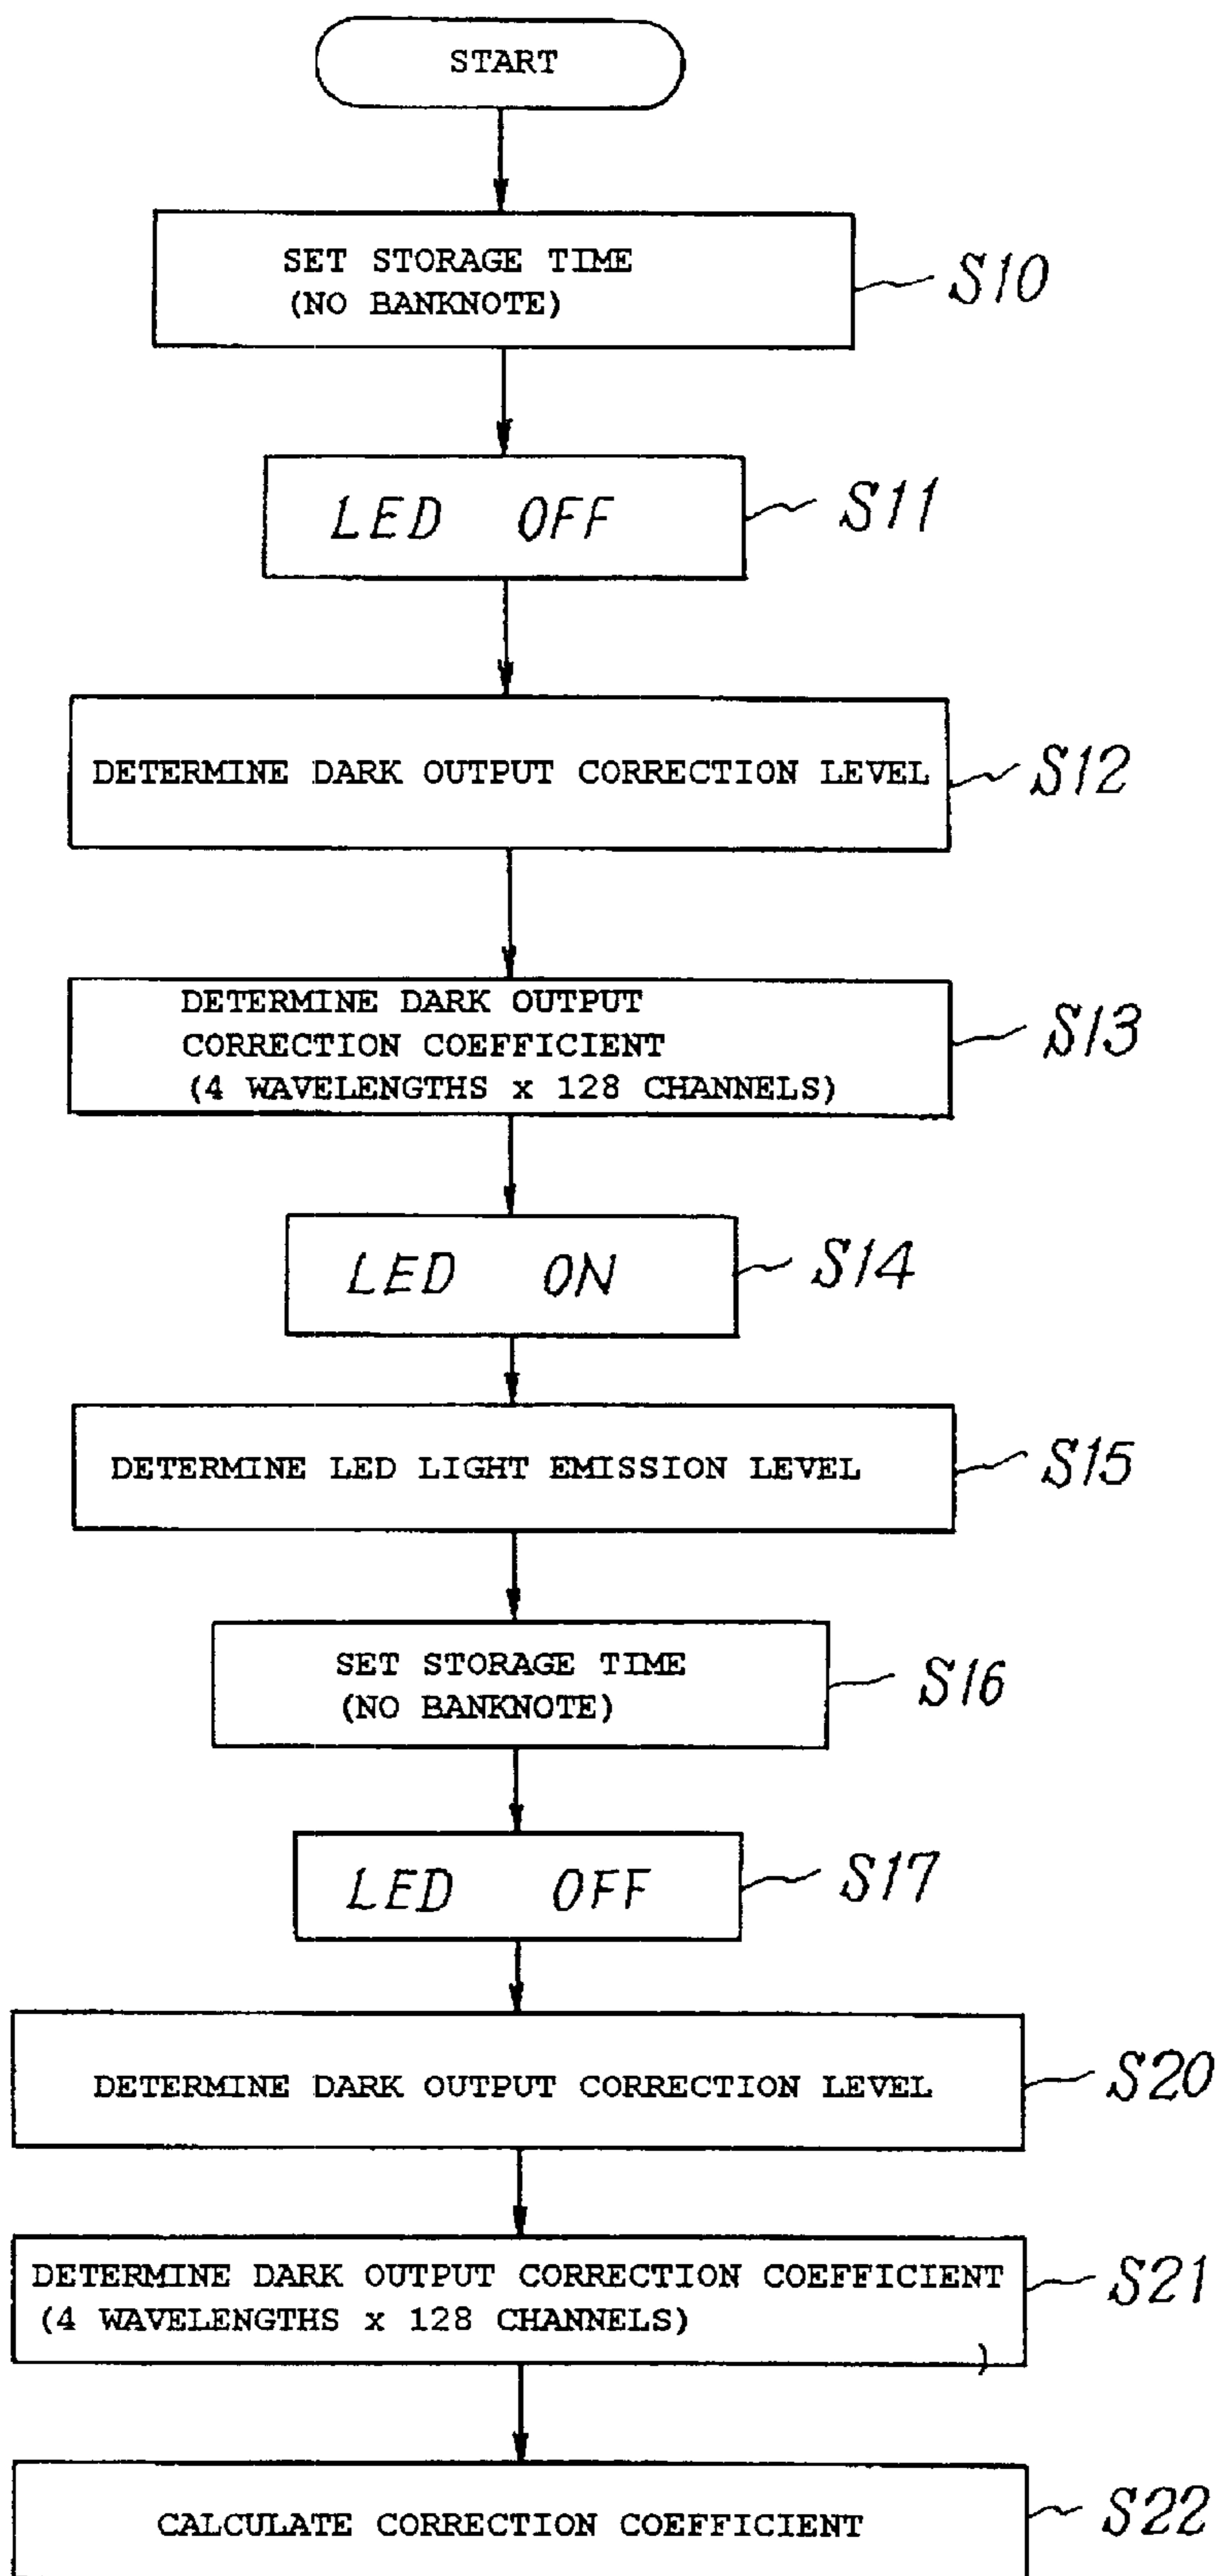 START
SET STORAGE TIME
(NO BANKNOTE)
S10
LED OFF
S11
DETERMINE DARK OUTPUT CORRECTION LEVEL
S12
DETERMINE DARK OUTPUT
CORRECTION COEFFICIENT
(4 WAVELENGTHS x 128 CHANNELS)
S13
LED ON
S14
DETERMINE LED LIGHT EMISSION LEVEL
S15
SET STORAGE TIME
(NO BANKNOTE)
S16
LED OFF
S17
DETERMINE DARK OUTPUT CORRECTION LEVEL
S20
DETERMINE DARK OUTPUT CORRECTION COEFFICIENT
(4 WAVELENGTHS x 128 CHANNELS)
)
S21
CALCULATE CORRECTION COEFFICIENT
S22